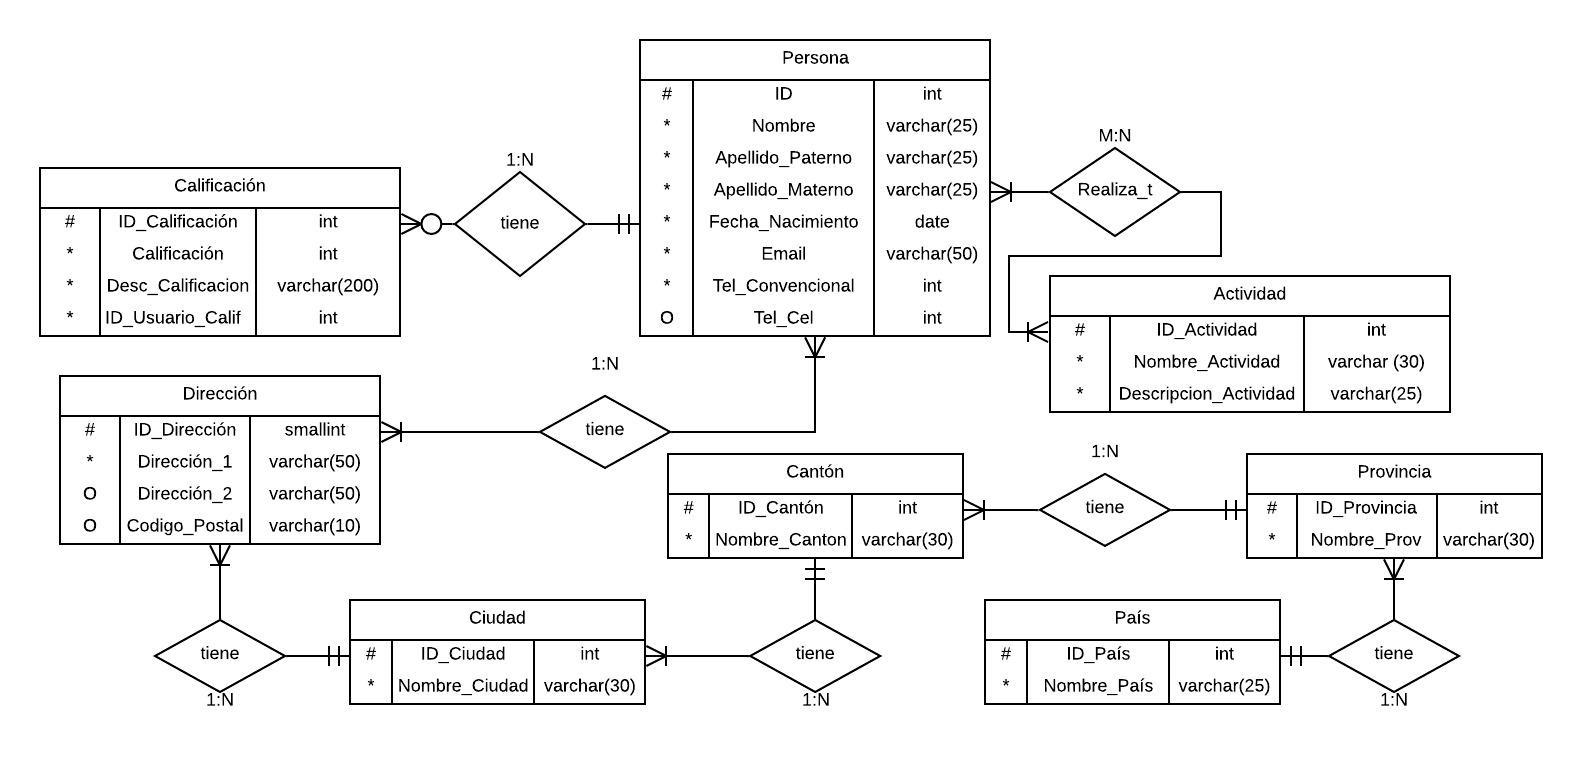 Persona
# ID int
* Nombre varchar(25)
* Apellido_Paterno varchar(25)
* Apellido_Materno varchar(25)
* Fecha_Nacimiento date
* Email varchar(50)
* Tel_Convencional int
O Tel_Cel int
M:N
Realiza_t
1:N
tiene
Calificación
# ID_Calificación int
* Calificación int
* Desc_Calificacion varchar(200)
* ID_Usuario_Calif int
Actividad
# ID_Actividad int
* Nombre_Actividad varchar (30)
* Descripcion_Actividad varchar(25)
1:N
tiene
Dirección
# ID_Dirección smallint
* Dirección_1 varchar(50)
O Dirección_2 varchar(50)
O Codigo_Postal varchar(10)
Cantón
# ID_Cantón int
* Nombre_Canton varchar(30)
1:N
tiene
Provincia
# ID_Provincia int
* Nombre_Prov varchar(30)
tiene
1:N
Ciudad
# ID_Ciudad int
* Nombre_Ciudad varchar(30)
tiene
1:N
País
# ID_País int
* Nombre_País varchar(25)
tiene
1:N